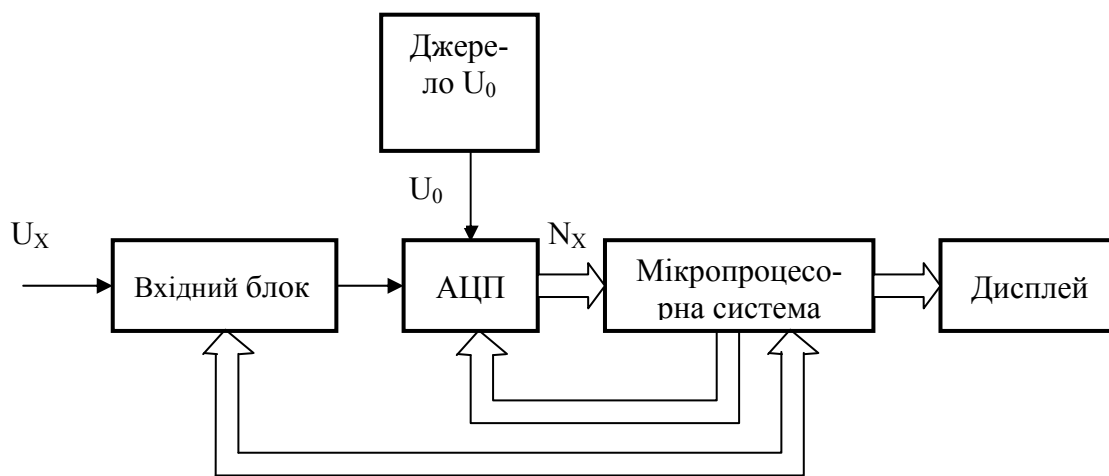 Джере-
ло U₀
U₀
Uₓ
Nₓ
Вхідний блок
АЦП
Мікропроцесо-
рна система
Дисплей